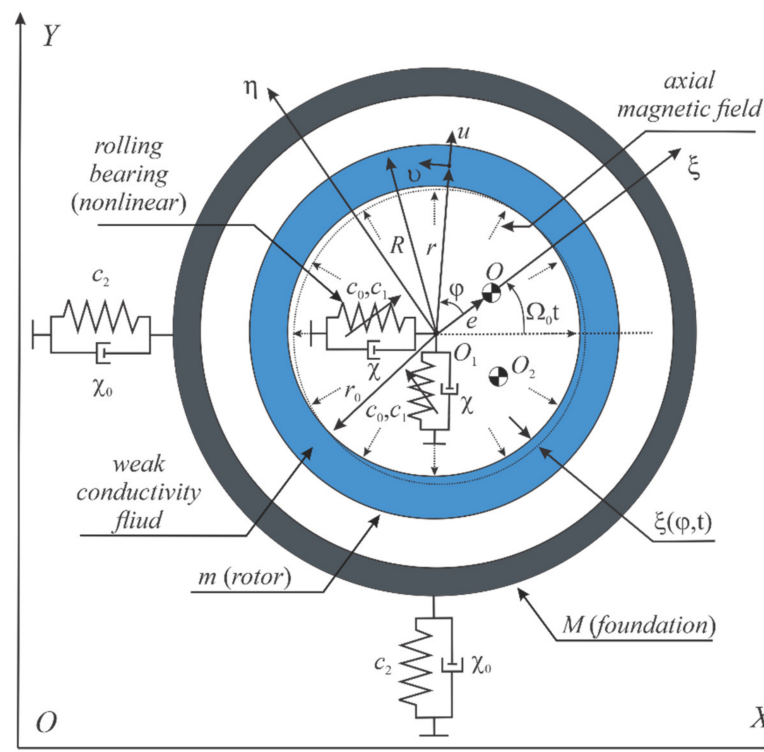 Y
η
axial
magnetic field
rolling
bearing
(nonlinear)
u
υ
ξ
R
r
c₂
c₀,c₁
φ
O
Ω₀t
e
χ₀
χ
O₁
O₂
r₀
c₀,c₁
χ
weak
conductivity
fliud
ξ(φ,t)
m (rotor)
M (foundation)
c₂
χ₀
O
X